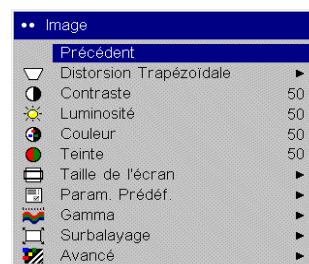 Image
Précédent
Distorsion Trapézoïdale
Contraste 50
Luminosité 50
Couleur 50
Teinte 50
Taille de l'écran
Param. Prédéf.
Gamma
Surbalayage
Avancé